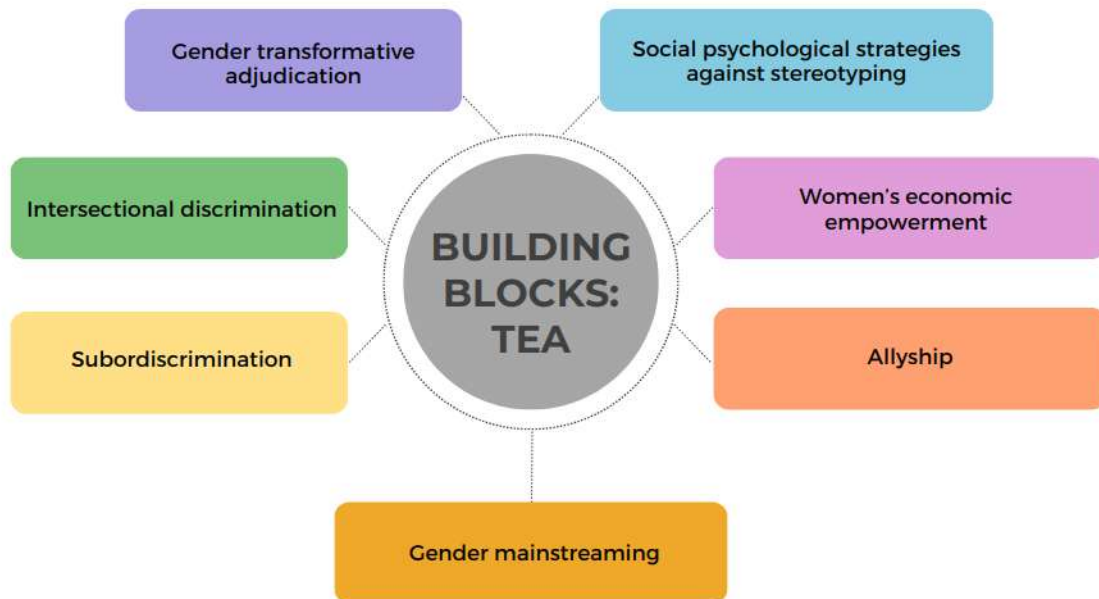 Gender transformative
adjudication
Social psychological strategies
against stereotyping
Intersectional discrimination
Women's economic
empowerment
BUILDING
BLOCKS:
TEA
Subordiscrimination
Allyship
Gender mainstreaming